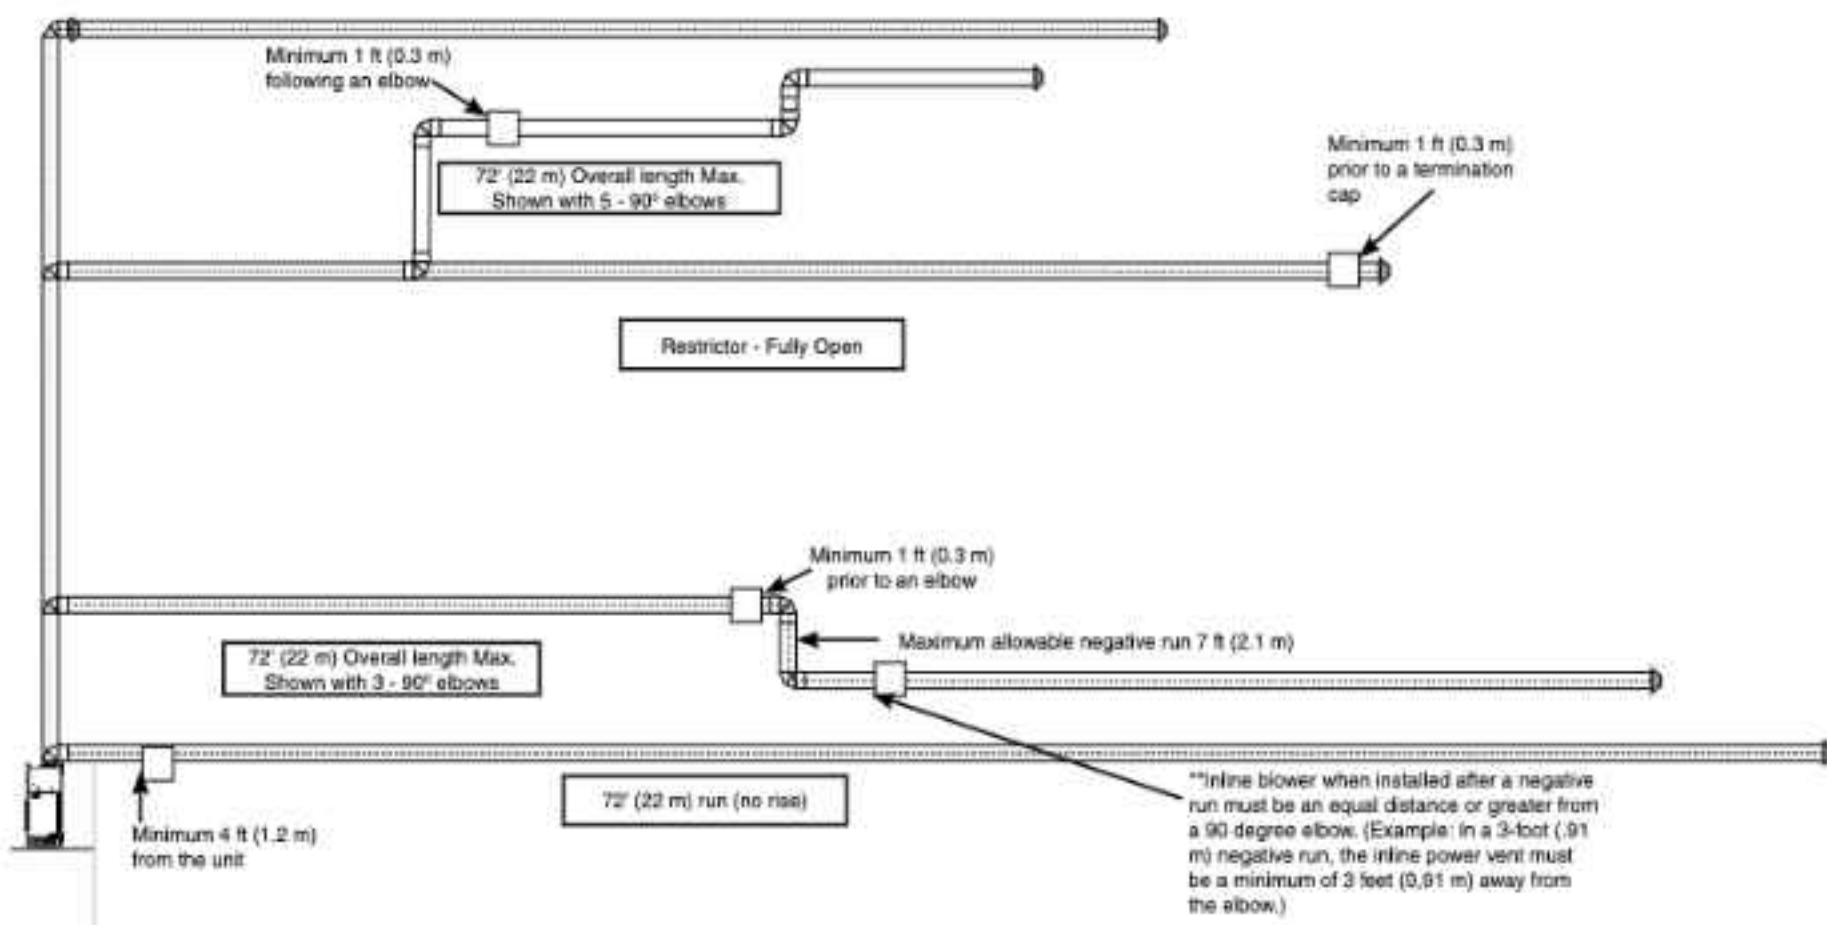 Minimum 1 ft (0.3 m)
following an elbow
72' (22 m) Overall length Max.
Shown with 5 - 90º elbows
Minimum 1 ft (0.3 m)
prior to a termination
cap
Restrictor - Fully Open
Minimum 1 ft (0.3 m)
prior to an elbow
Maximum allowable negative run 7 ft (2.1 m)
72' (22 m) Overall length Max.
Shown with 3 - 90º elbows
72' (22 m) run (no rise)
Minimum 4 ft (1.2 m)
from the unit
**Inline blower when installed after a negative
run must be an equal distance or greater from
a 90 degree elbow. (Example: In a 3-foot (.91
m) negative run, the inline power vent must
be a minimum of 3 feet (0,91 m) away from
the elbow.)